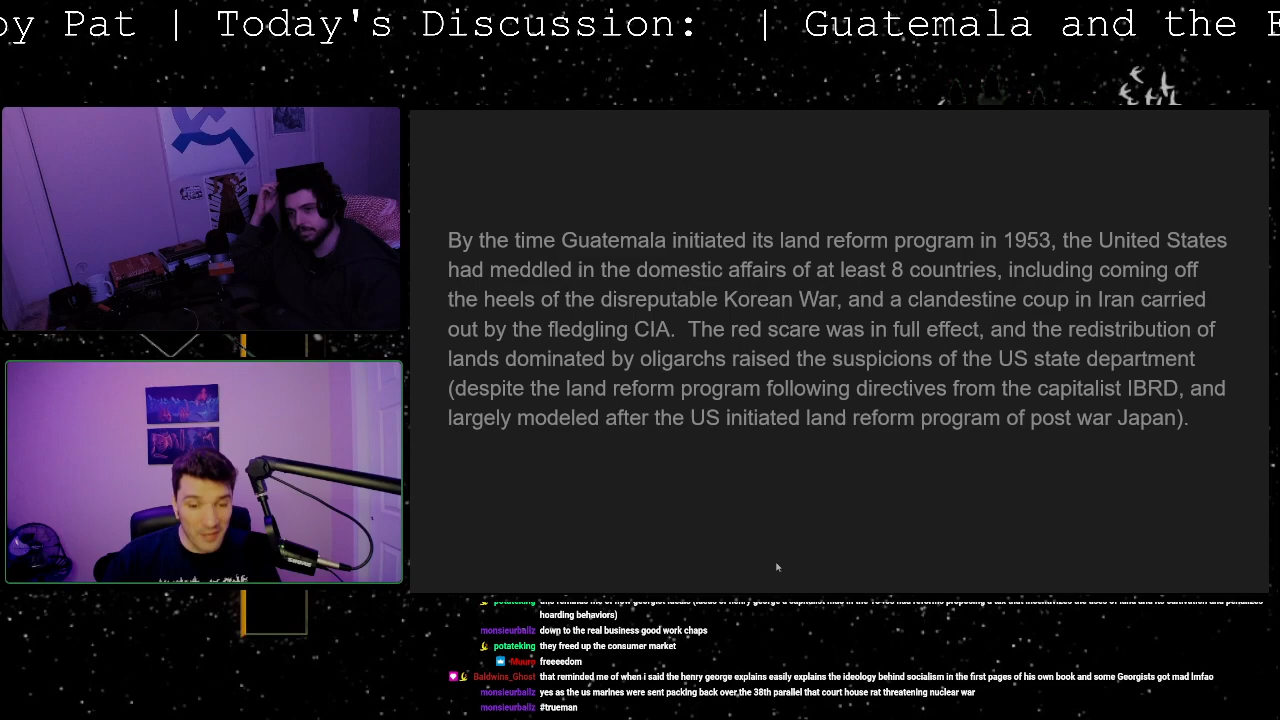 oy Pat | Today's Discussion: | Guatemala and the
By the time Guatemala initiated its land reform program in 1953, the United States
had meddled in the domestic affairs of at least 8 countries, including coming off
the heels of the disreputable Korean War, and a clandestine coup in Iran carried
out by the fledgling CIA. The red scare was in full effect, and the redistribution of
lands dominated by oligarchs raised the suspicions of the US state department
(despite the land reform program following directives from the capitalist IBRD, and
largely modeled after the US initiated land reform program of post war Japan).
hoarding behaviors)
monsieurballz down to the real business good work chaps
potateking they freed up the consumer market
freeeedom
Baldwins_Ghost that reminded me of when i said the henry george explains easily explains the ideology behind socialism in the first pages of his own book and some Georgists got mad lmfao
monsieurballz yes as the us marines were sent packing back over,the 38th parallel that court house rat threatening nuclear war
monsieurballz #trueman
SHURE